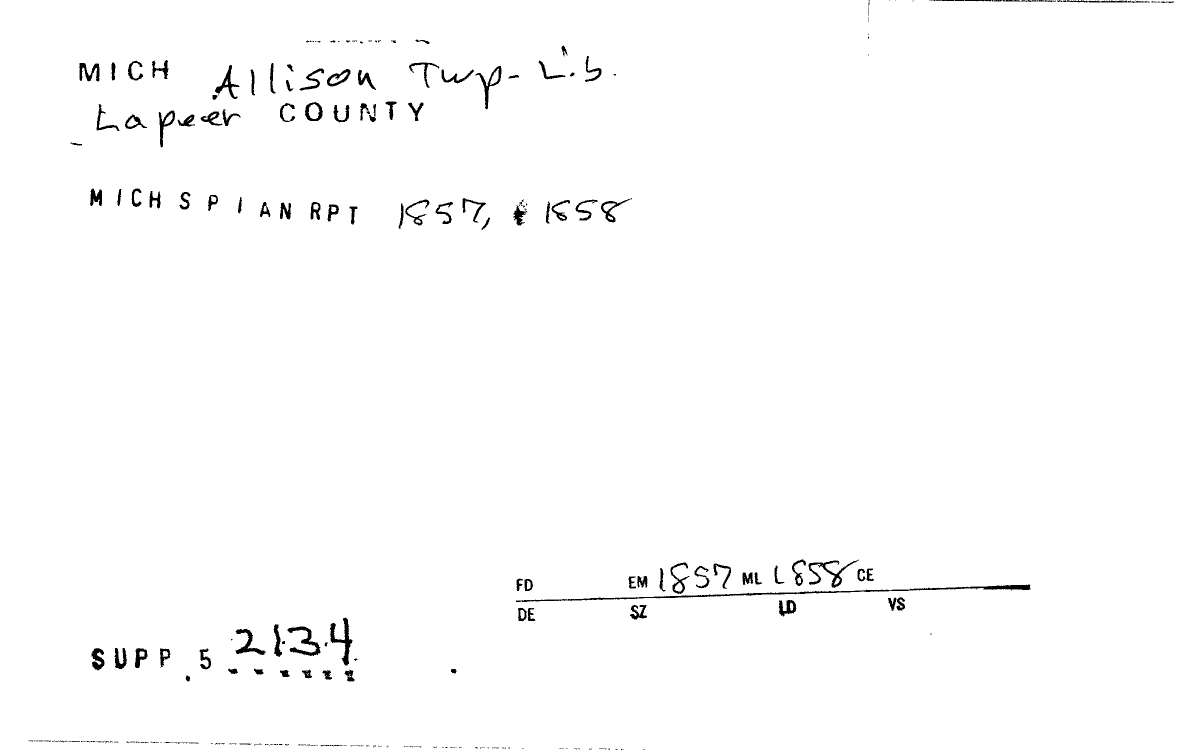 MICH Allison Twp- Lib.
Lapeer COUNTY
MICH S P I AN RPT 1857, & 1858
FD EM 1857 ML 1858 CE
DE SZ LD VS
SUPP. 5 2134